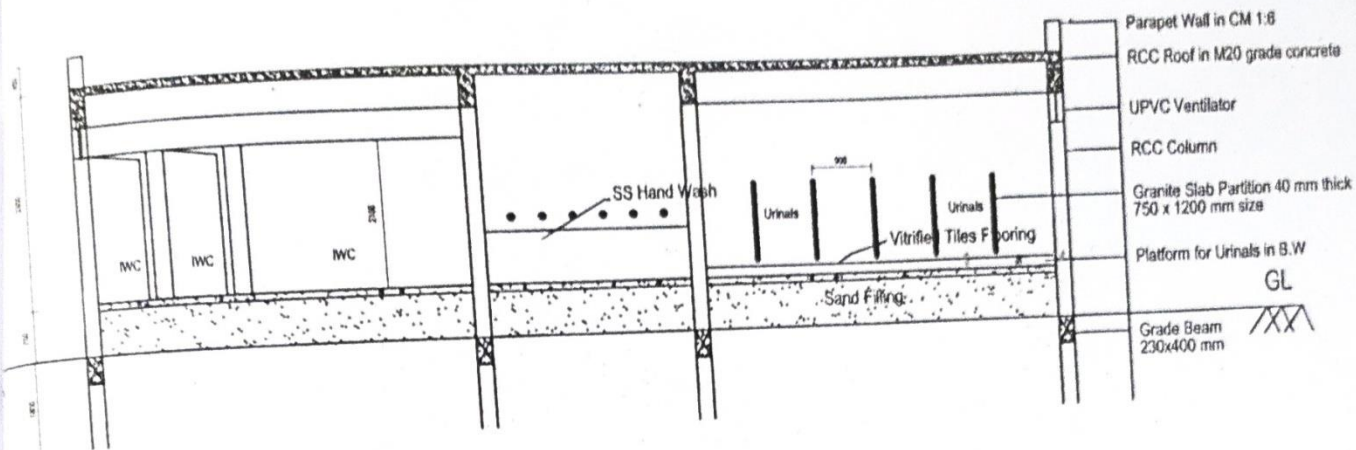 Parapet Wall in CM 1:6
RCC Roof in M20 grade concrete
UPVC Ventilator
RCC Column
Granite Slab Partition 40 mm thick
750 x 1200 mm size
Platform for Urinals in B.W
GL
Grade Beam
230x400 mm
SS Hand Wash
900
Urinals
Urinals
Vitrified Tiles Flooring
Sand Filling
IWC
IWC
IWC
2100